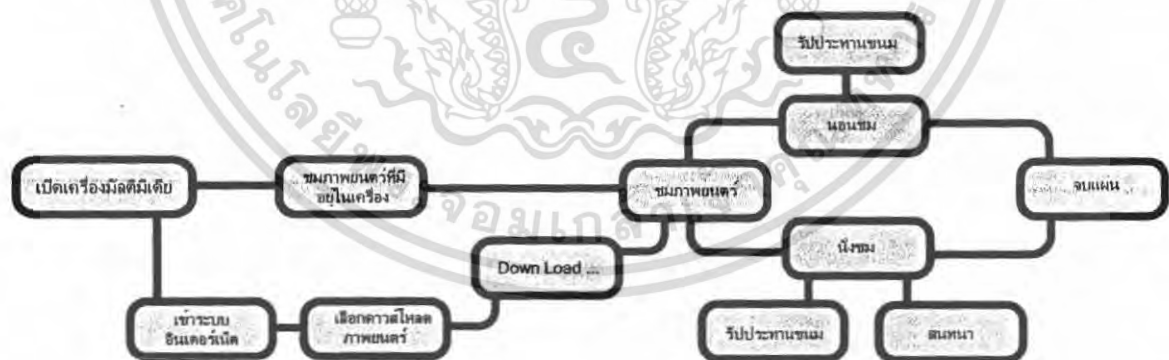 รับประทานขนม
นอนชม
เปิดเครื่องมัลติมีเดีย
ชมภาพยนตร์ที่มี
อยู่ในเครื่อง
ชมภาพยนตร์
จบแผ่น
นั่งชม
Down Load ...
เข้าระบบ
อินเตอร์เน็ต
เลือกดาวส์โหลด
ภาพยนตร์
รับประทานขนม
สนทนา